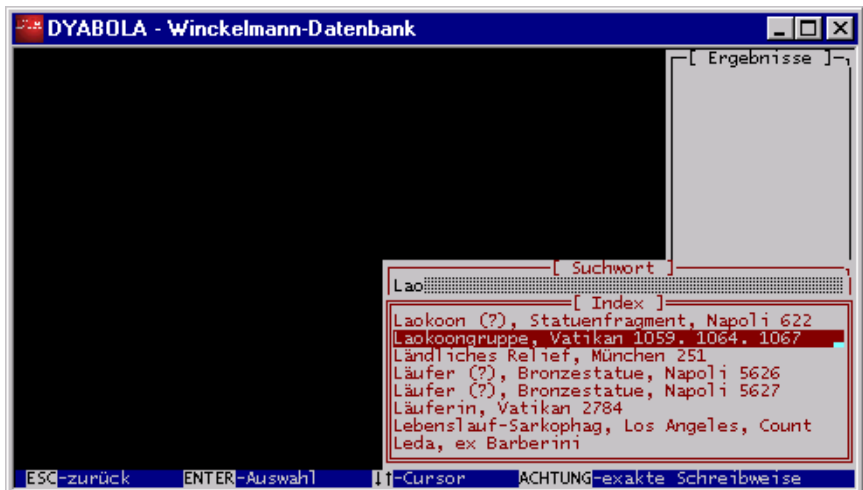 DYABOLA - Winckelmann-Datenbank
[ Ergebnisse ]
[ Suchwort ]
Lao
[ Index ]
Laokoon (?), Statuenfragment, Napoli 622
Laokoongruppe, Vatikan 1059. 1064. 1067
Ländliches Relief, München 251
Läufer (?), Bronzestatue, Napoli 5626
Läufer (?), Bronzestatue, Napoli 5627
Läuferin, Vatikan 2784
Lebenslauf-Sarkophag, Los Angeles, Count
Leda, ex Barberini
ESC-zurück ENTER-Auswahl ↓↑-Cursor ACHTUNG-exakte Schreibweise